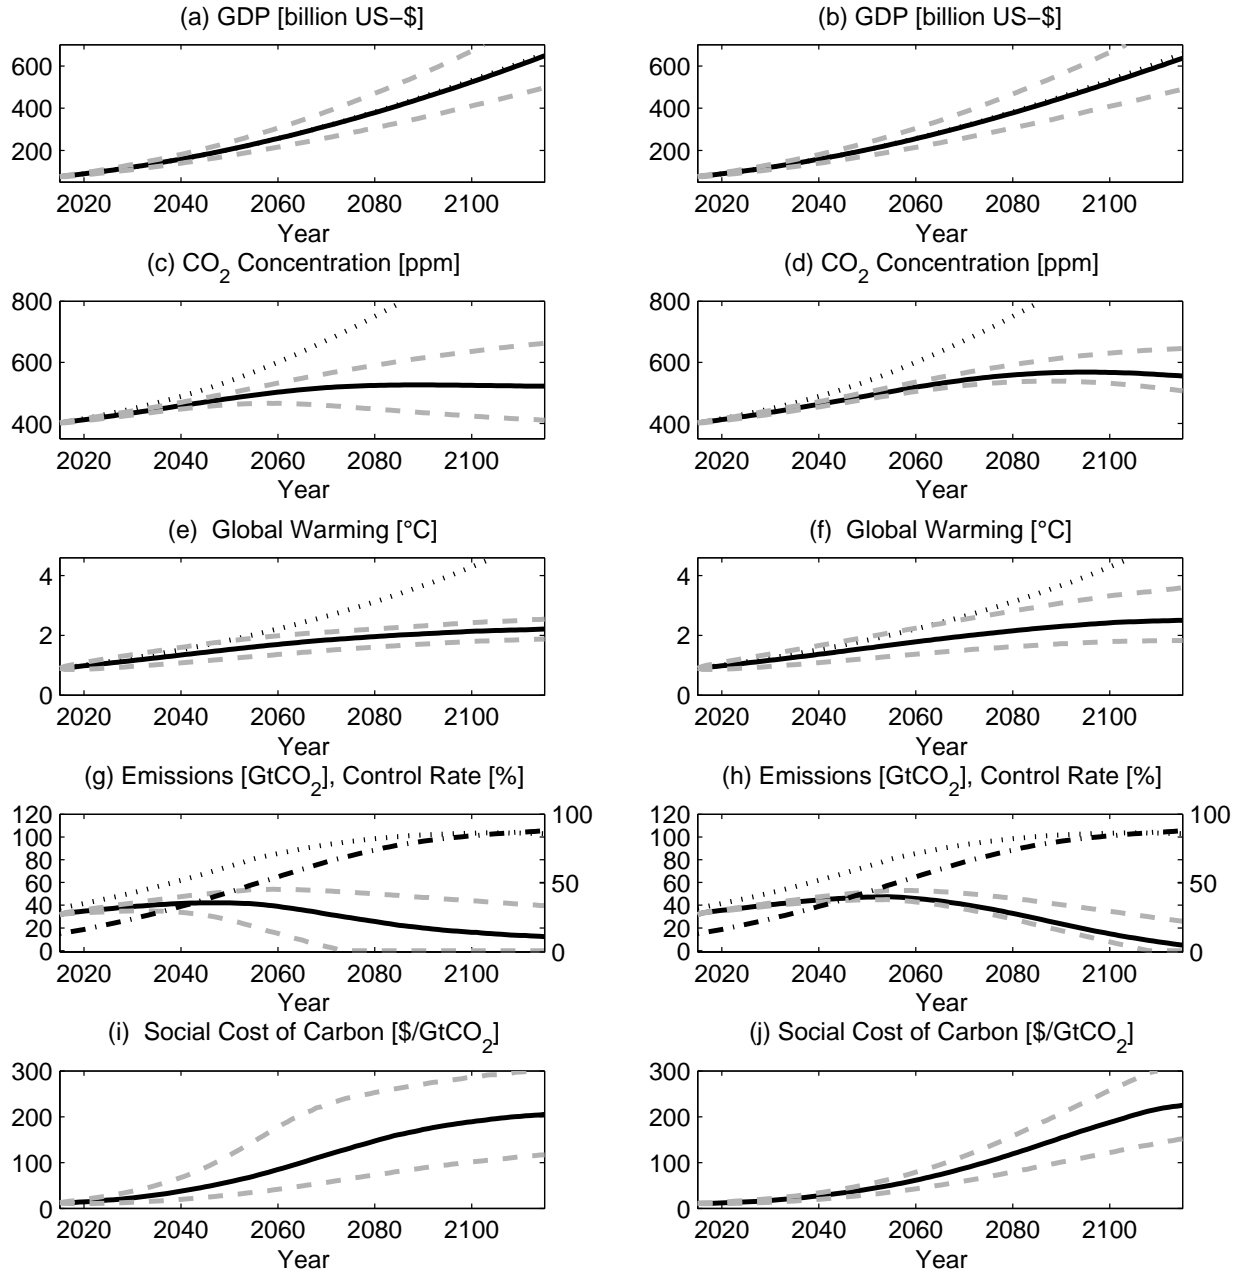 (a) GDP [billion US−$]
(b) GDP [billion US−$]
600
400
200
2020 2040 2060 2080 2100
Year
600
400
200
2020 2040 2060 2080 2100
Year
(c) CO2 Concentration [ppm]
(d) CO2 Concentration [ppm]
800
600
400
2020 2040 2060 2080 2100
Year
800
600
400
2020 2040 2060 2080 2100
Year
(e) Global Warming [°C]
(f) Global Warming [°C]
4
2
0
2020 2040 2060 2080 2100
Year
4
2
0
2020 2040 2060 2080 2100
Year
(g) Emissions [GtCO2], Control Rate [%]
(h) Emissions [GtCO2], Control Rate [%]
120
100
80
60
40
20
0
100
50
0
2020 2040 2060 2080 2100
Year
120
100
80
60
40
20
0
100
50
0
2020 2040 2060 2080 2100
Year
(i) Social Cost of Carbon [$/GtCO2]
(j) Social Cost of Carbon [$/GtCO2]
300
200
100
0
2020 2040 2060 2080 2100
Year
300
200
100
0
2020 2040 2060 2080 2100
Year